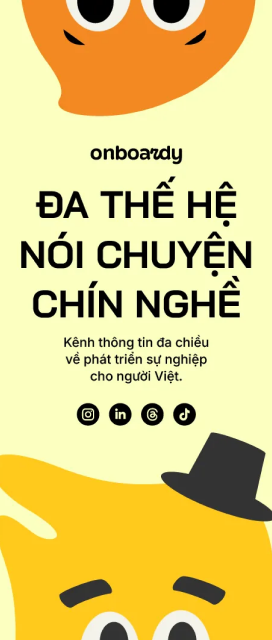 onboardy
ĐA THẾ HỆ
NÓI CHUYỆN
CHÍN NGHỀ
Kênh thông tin đa chiều
về phát triển sự nghiệp
cho người Việt.
in